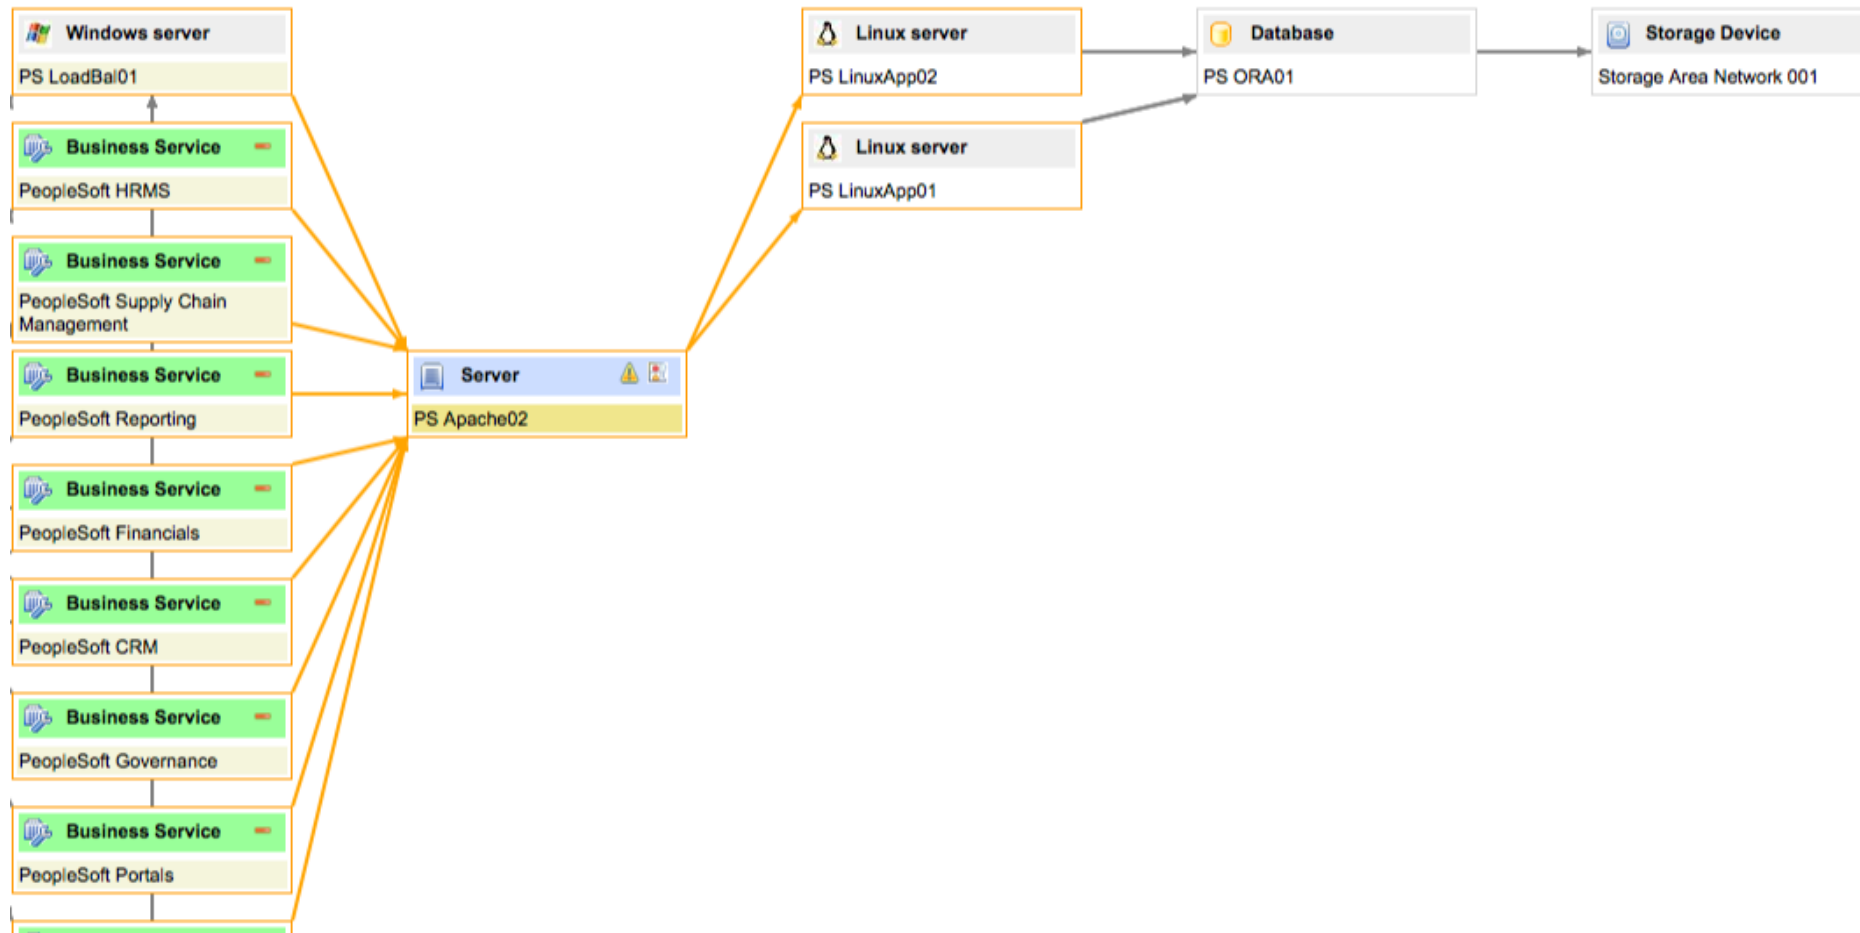 Windows server
PS LoadBal01
Business Service
PeopleSoft HRMS
Business Service
PeopleSoft Supply Chain
Management
Business Service
PeopleSoft Reporting
Business Service
PeopleSoft Financials
Business Service
PeopleSoft CRM
Business Service
PeopleSoft Governance
Business Service
PeopleSoft Portals
Server
PS Apache02
Linux server
PS LinuxApp02
Linux server
PS LinuxApp01
Database
PS ORA01
Storage Device
Storage Area Network 001